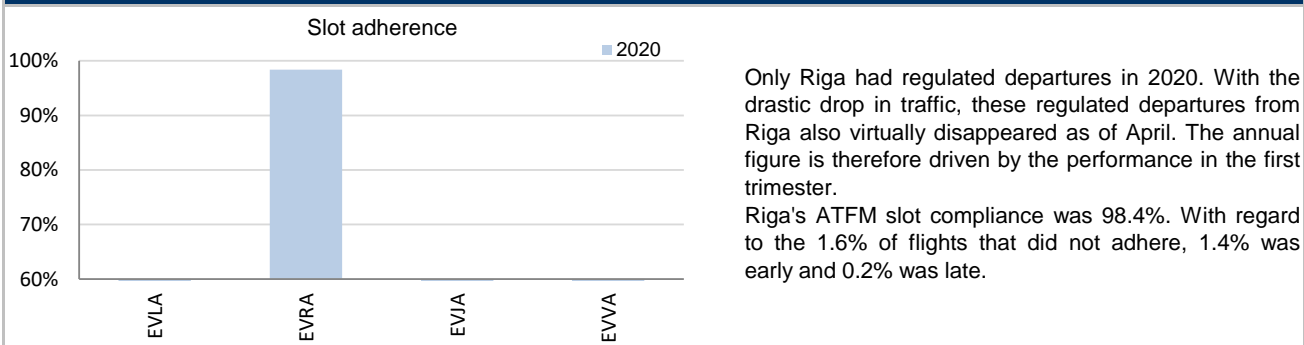 Slot adherence
2020
100%
90%
80%
70%
60%
EVLA
EVRA
EVJA
EVVA
Only Riga had regulated departures in 2020. With the
drastic drop in traffic, these regulated departures from
Riga also virtually disappeared as of April. The annual
figure is therefore driven by the performance in the first
trimester.
Riga's ATFM slot compliance was 98.4%. With regard
to the 1.6% of flights that did not adhere, 1.4% was
early and 0.2% was late.